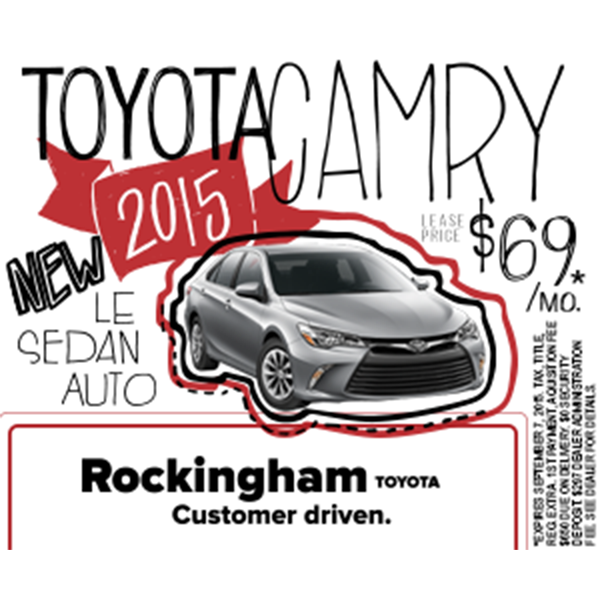 TOYOTA CAMRY
2015
NEW
LE
SEDAN
AUTO
LEASE
PRICE
$69*
/MO.
Rockingham TOYOTA
Customer driven.
*EXPIRES SEPTEMBER 7, 2015. TAX, TITLE,
REG. EXTRA. 1ST PAYMENT, AQUISITION FEE
$650 DUE ON DELIVERY. $0 SECURITY
DEPOSIT. $297 DEALER ADMINISTRATION
FEE. SEE DEALER FOR DETAILS.